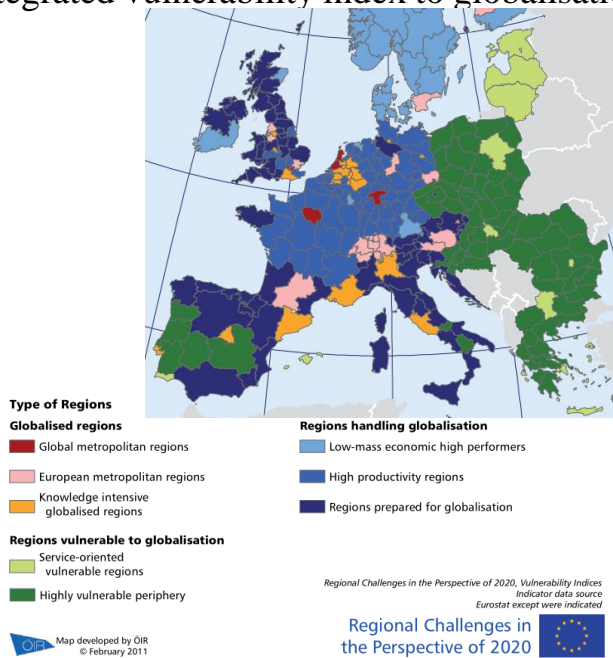 vulnerability index to
Type of Regions
Globalised regions
Global metropolitan regions
European metropolitan regions
Knowledge intensive
globalised regions
Regions vulnerable to globalisation
Service-oriented
vulnerable regions
Highly vulnerable periphery
Regions handling globalisation
Low-mass economic high performers
High productivity regions
Regions prepared for globalisation
Regional Challenges in the Perspective of 2020, Vulnerability Indices
Indicator data source
Eurostat except were indicated
ÖIR
Map developed by ÖIR
© February 2011
Regional Challenges in
the Perspective of 2020